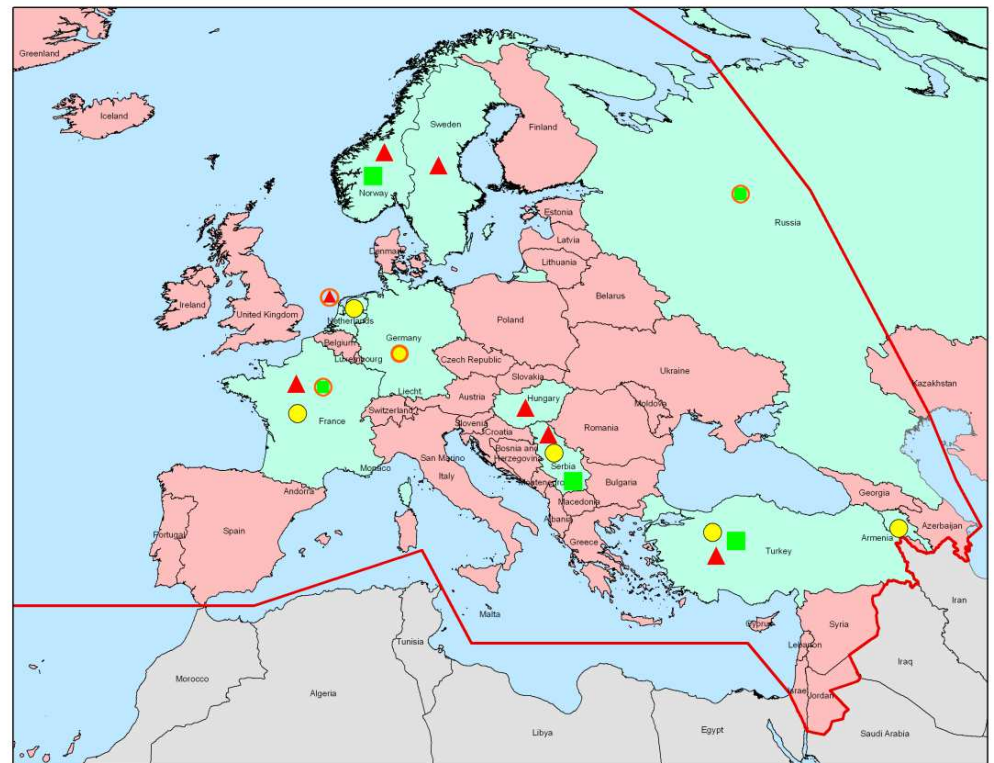 Greenland
Iceland
Sweden
Finland
Norway
Russia
Estonia
Latvia
Denmark
Lithuania
Ireland
United Kingdom
Netherlands
Belarus
Poland
Belgium
Germany
Luxembourg
Czech Republic
Ukraine
Slovakia
Kazakhstan
Liecht.
Austria
Hungary
Moldova
France
Switzerland
Slovenia
Croatia
Romania
San Marino
Bosnia and
Herzegovina
Monaco
Italy
Serbia
Montenegro
Bulgaria
Andorra
Macedonia
Georgia
Portugal
Spain
Albania
Azerbaijan
Greece
Turkey
Armenia
Malta
Cyprus
Syria
Iran
Tunisia
Lebanon
Iraq
Morocco
Algeria
Israel
Jordan
Libya
Egypt
Saudi Arabia